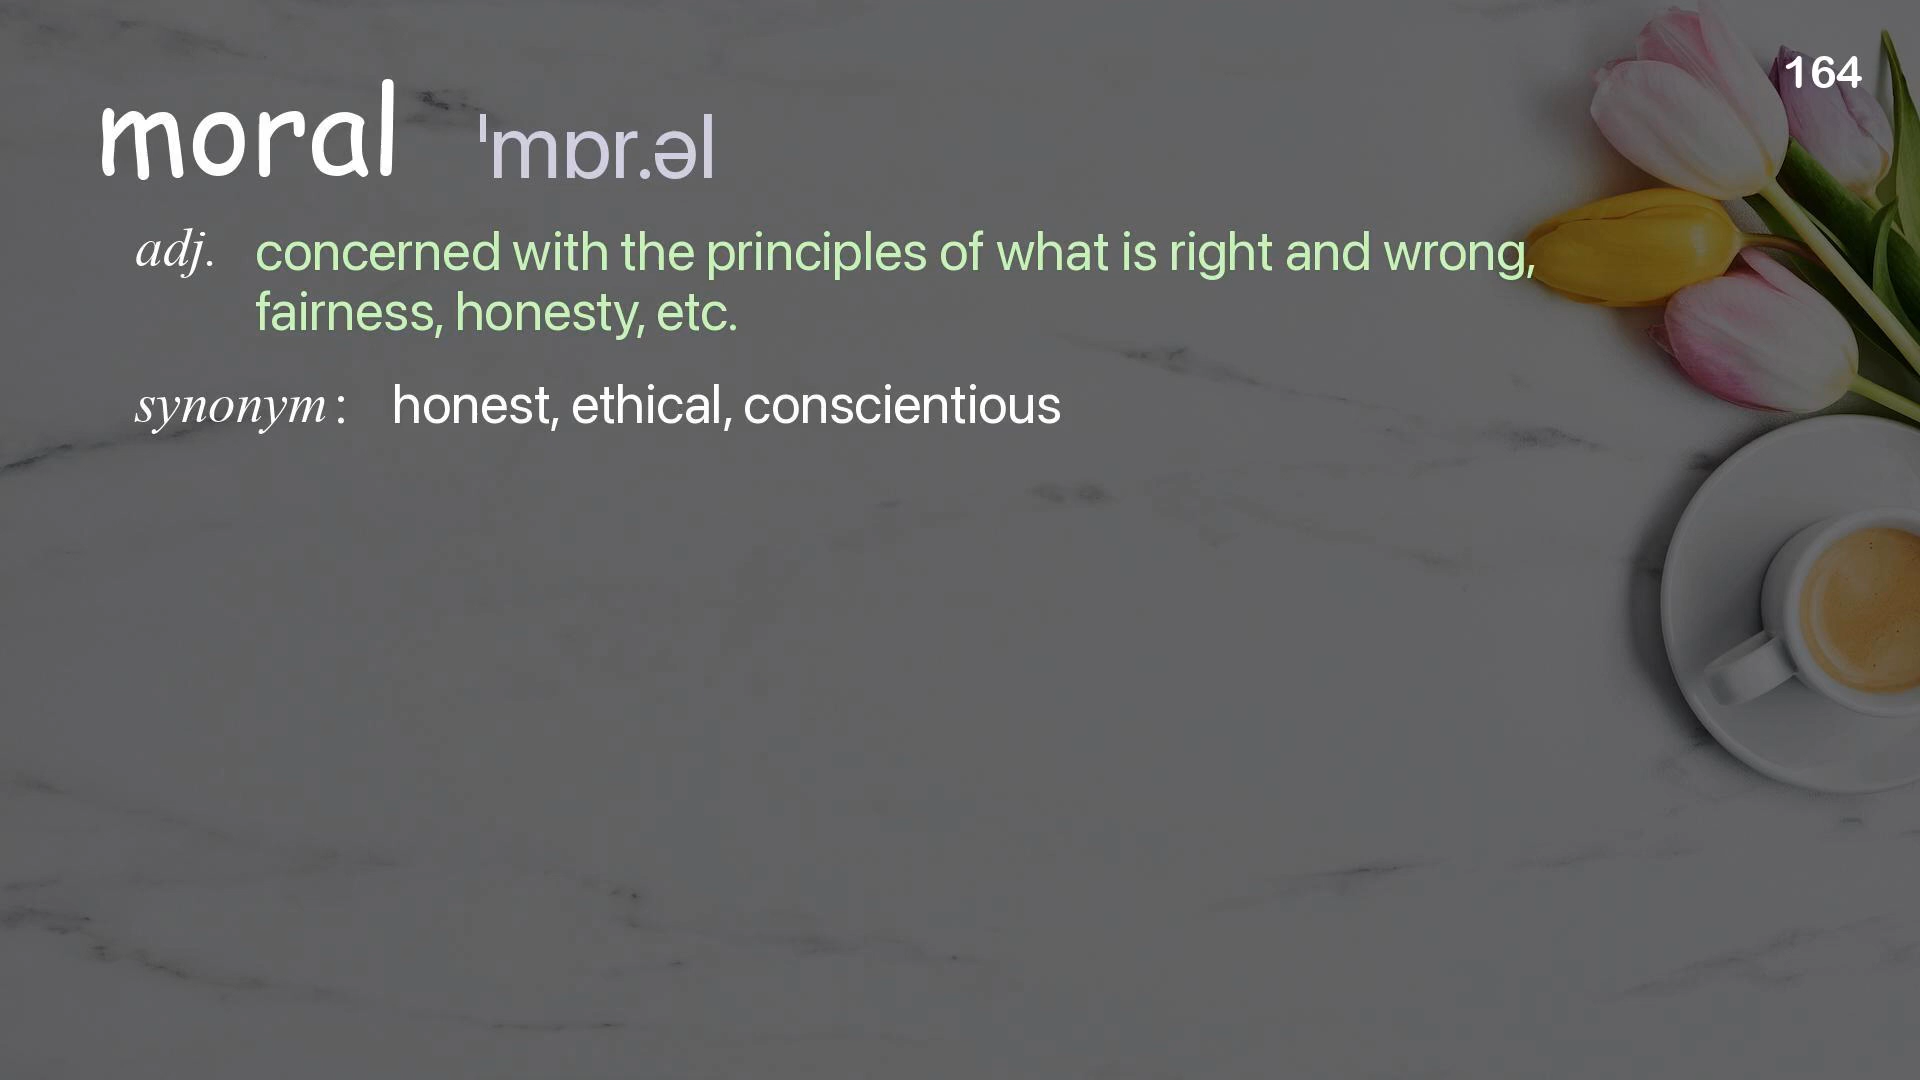 164
moral ˈmɒr.əl
adj. concerned with the principles of what is right and wrong,
fairness, honesty, etc.
synonym : honest, ethical, conscientious